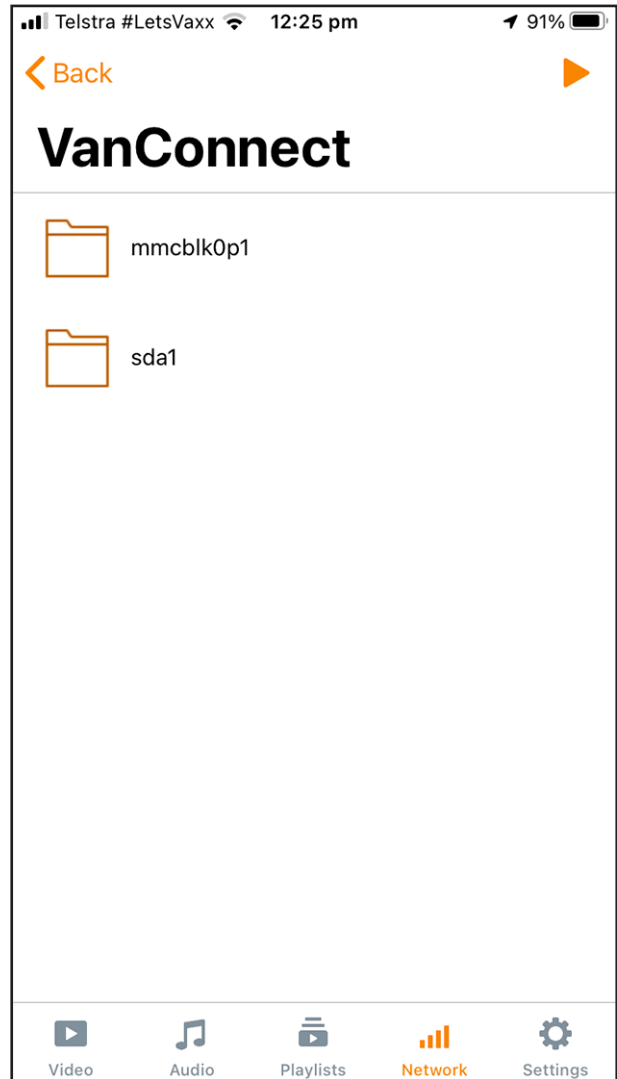 Telstra #LetsVaxx 12:25 pm 91%
Back
VanConnect
mmcblk0p1
sda1
Video Audio Playlists Network Settings